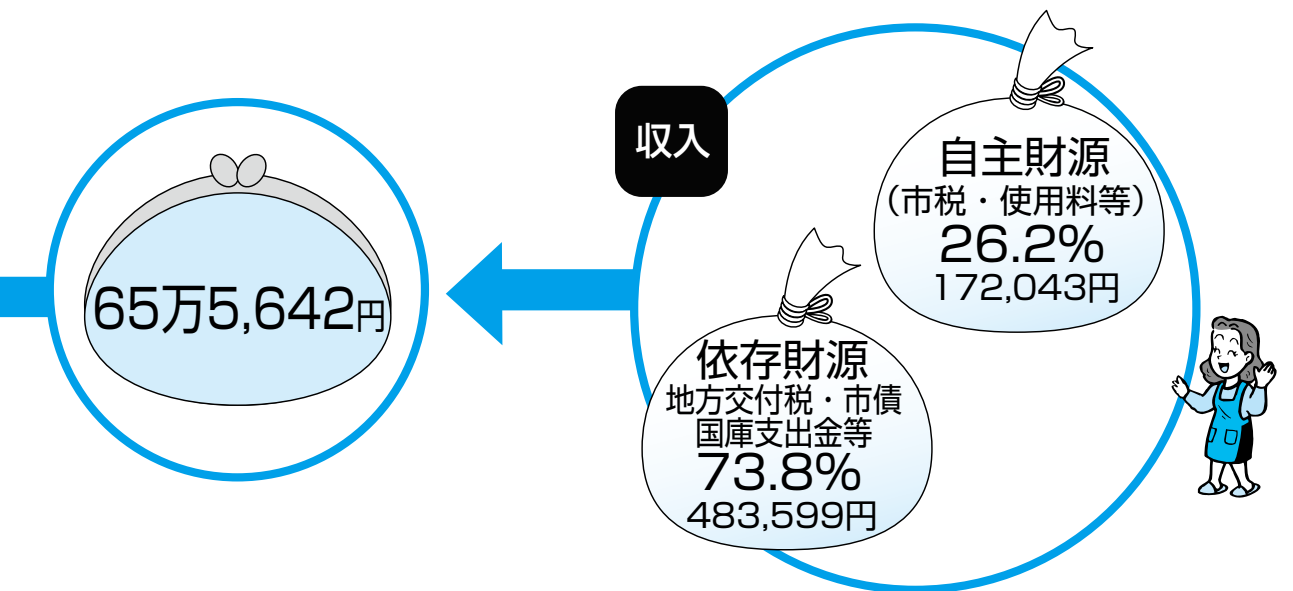 65万5,642円
収入
自主財源
（市税・使用料等）
26.2%
172,043円
依存財源
地方交付税・市債
国庫支出金等
73.8%
483,599円